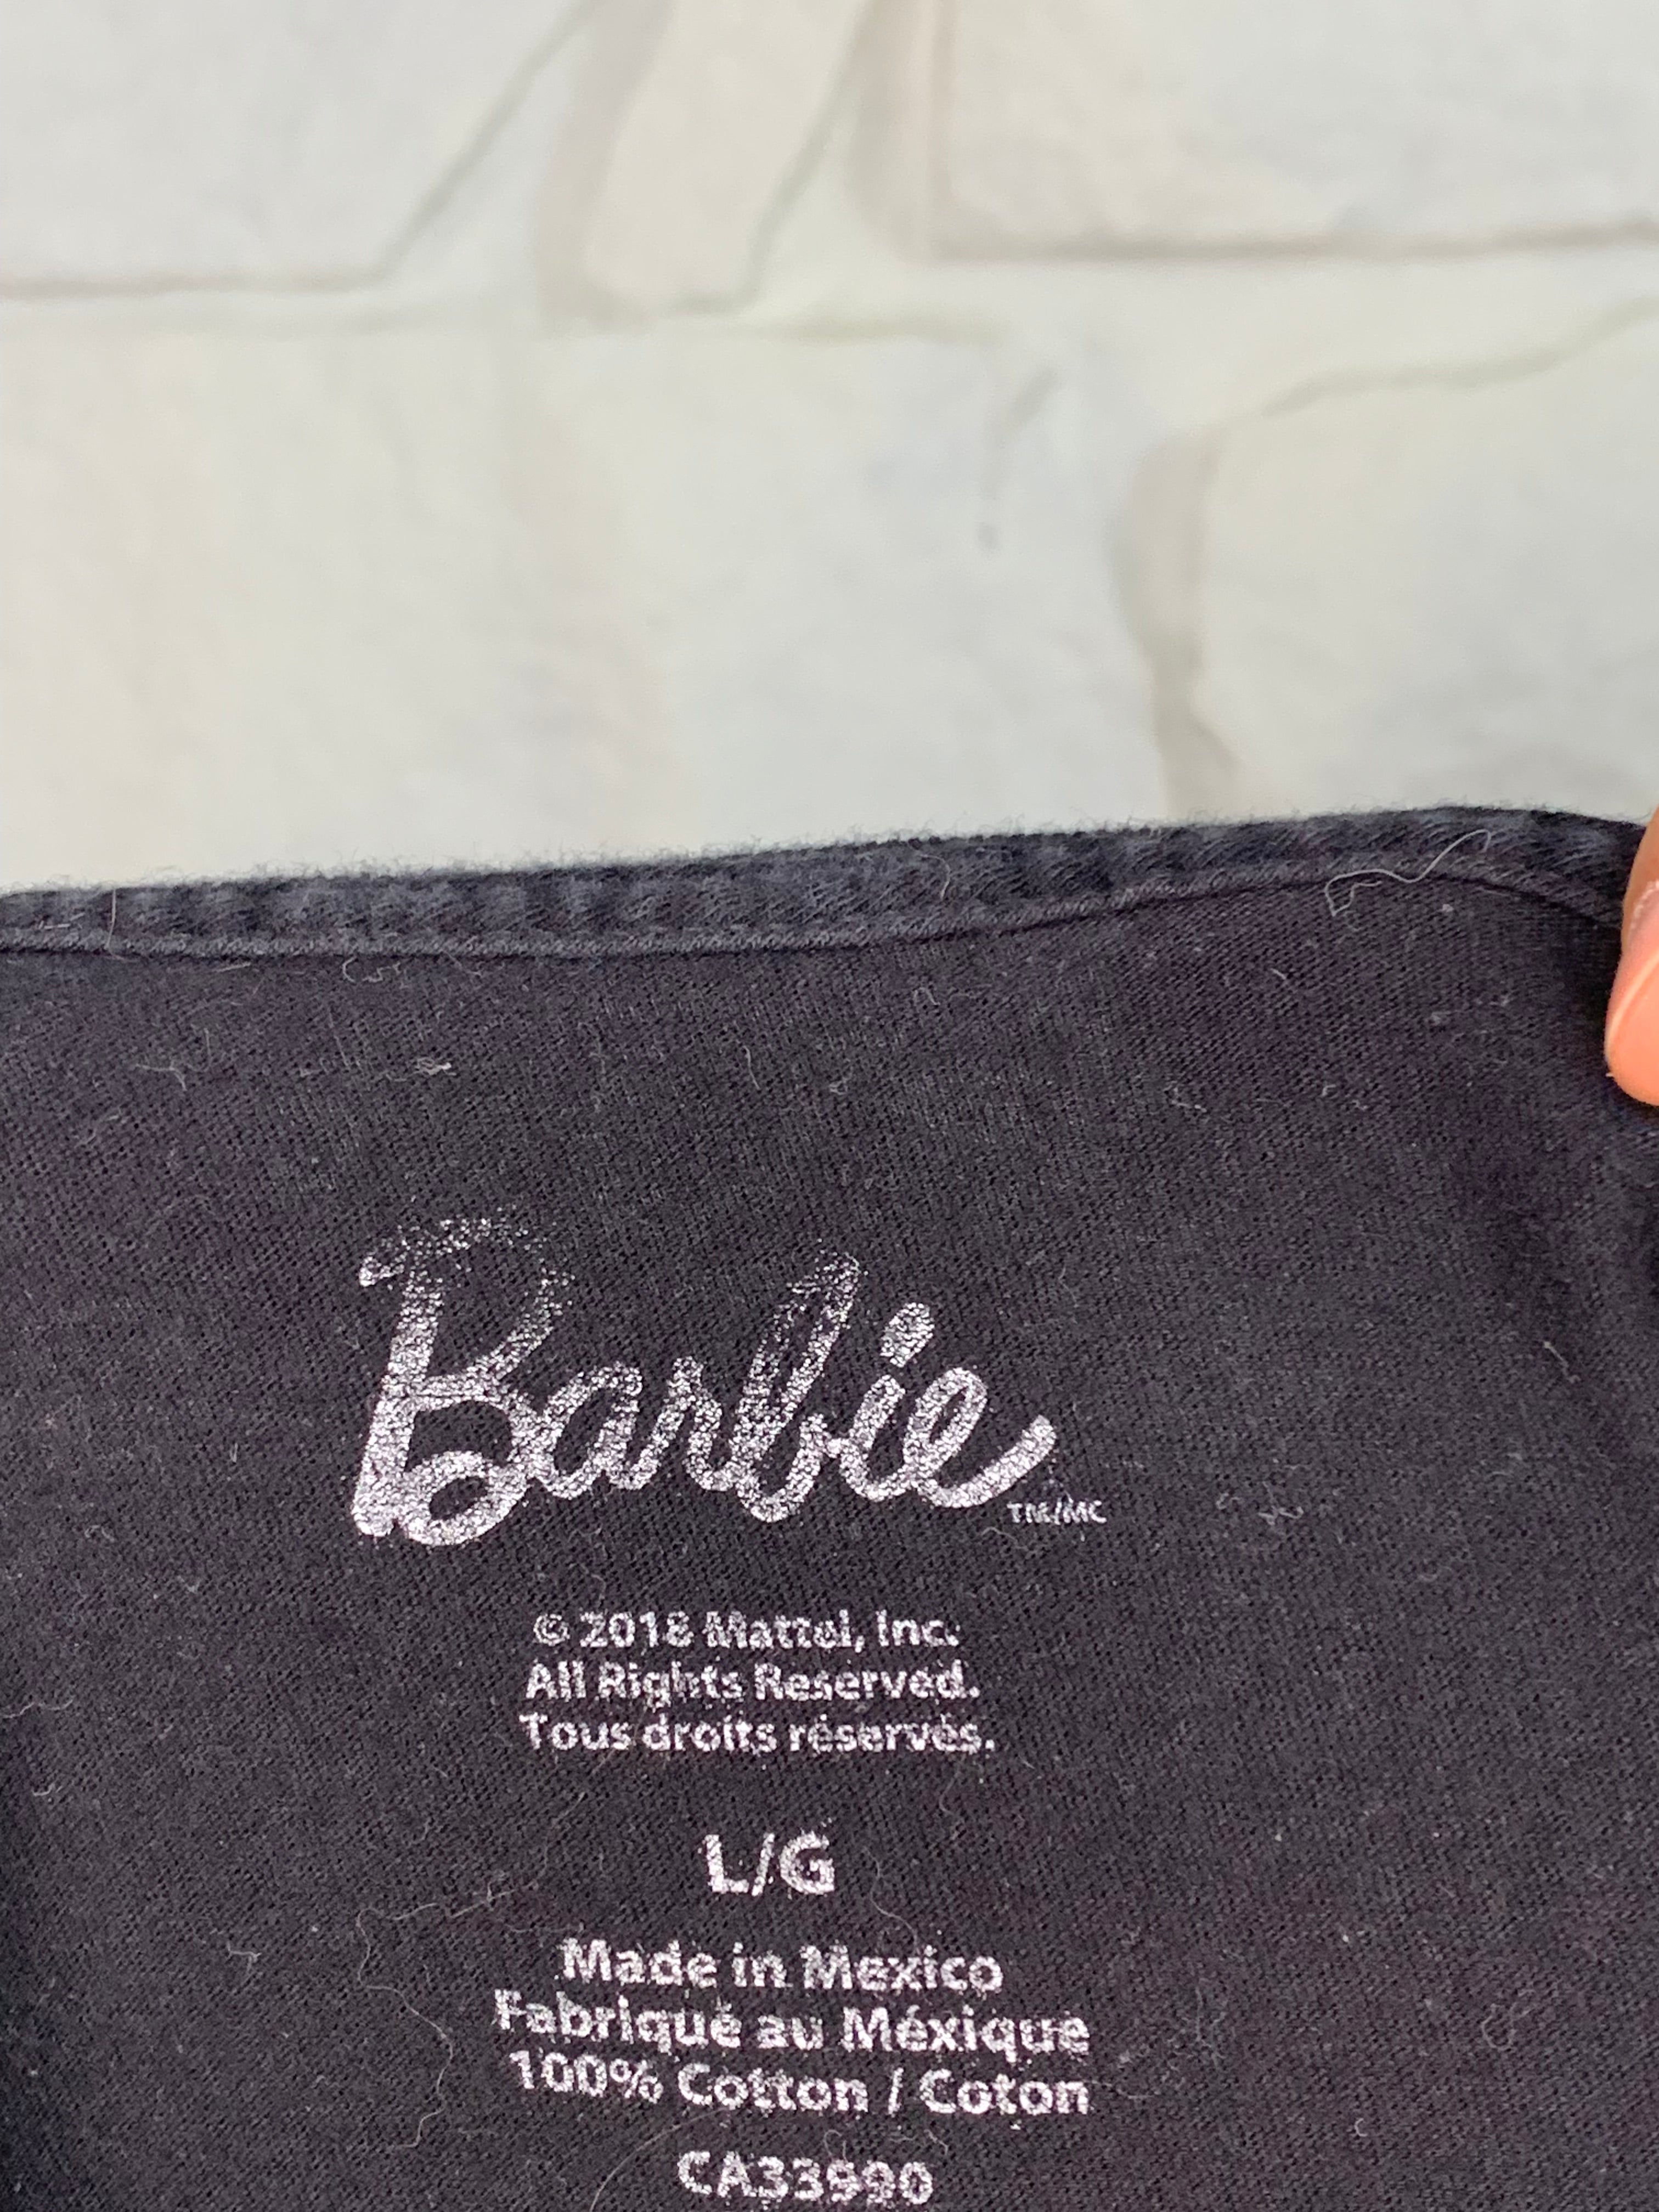 Barbie
TM/MC
© 2018 Mattel, Inc.
All Rights Reserved.
Tous droits réservés.
L/G
Made in Mexico
Fabriqué au Méxique
100% Cotton / Coton
CA33990